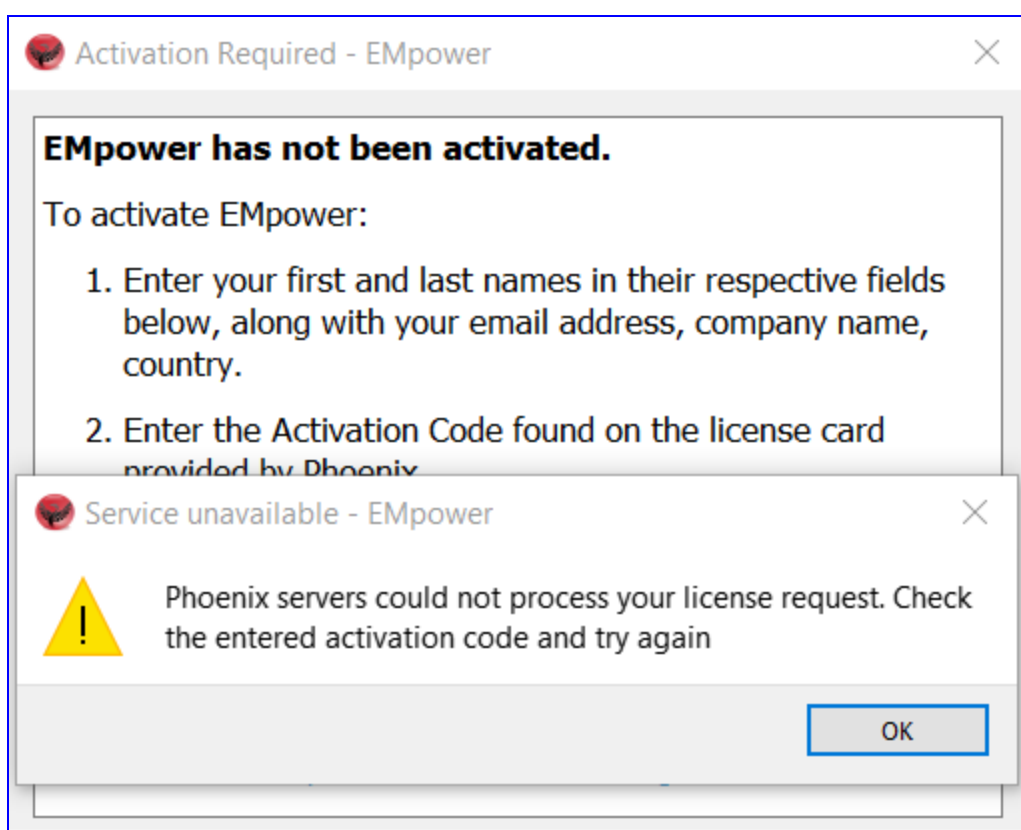 Activation Required - EMpower
EMpower has not been activated.
To activate EMpower:
1. Enter your first and last names in their respective fields
below, along with your email address, company name,
country.
2. Enter the Activation Code found on the license card
provided by Phoenix
Service unavailable - EMpower
Phoenix servers could not process your license request. Check
the entered activation code and try again
OK